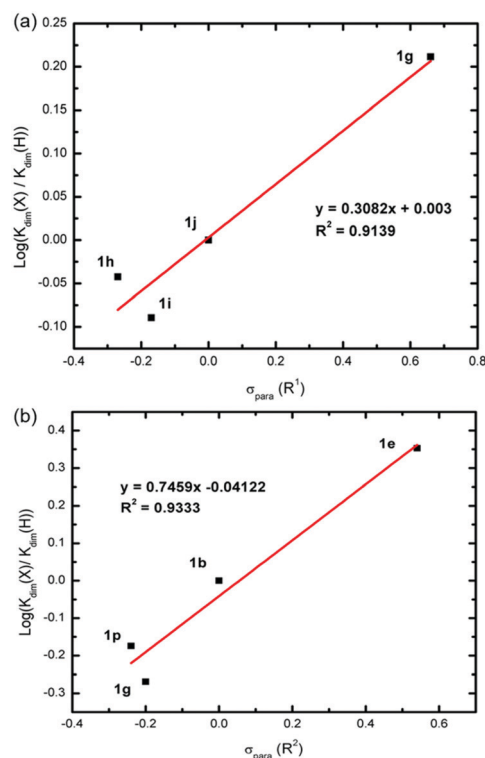 (a)
0.25
0.20
0.15
0.10
0.05
0.00
-0.05
-0.10
Log(K_dim(X) / K_dim(H))
1g
1j
1h
1i
y = 0.3082x + 0.003
R² = 0.9139
-0.4 -0.2 0.0 0.2 0.4 0.6 0.8
σ_para (R¹)
(b)
0.4
0.3
0.2
0.1
0.0
-0.1
-0.2
-0.3
Log(K_dim(X)/ K_dim(H))
1e
y = 0.7459x -0.04122
R² = 0.9333
1b
1p
1g
-0.4 -0.2 0.0 0.2 0.4 0.6
σ_para (R²)